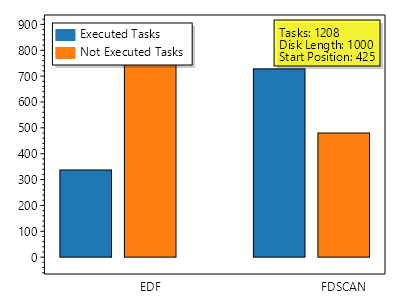 900
800
700
600
500
400
300
200
100
0
Executed Tasks
Not Executed Tasks
Tasks: 1208
Disk Length: 1000
Start Position: 425
EDF
FDSCAN